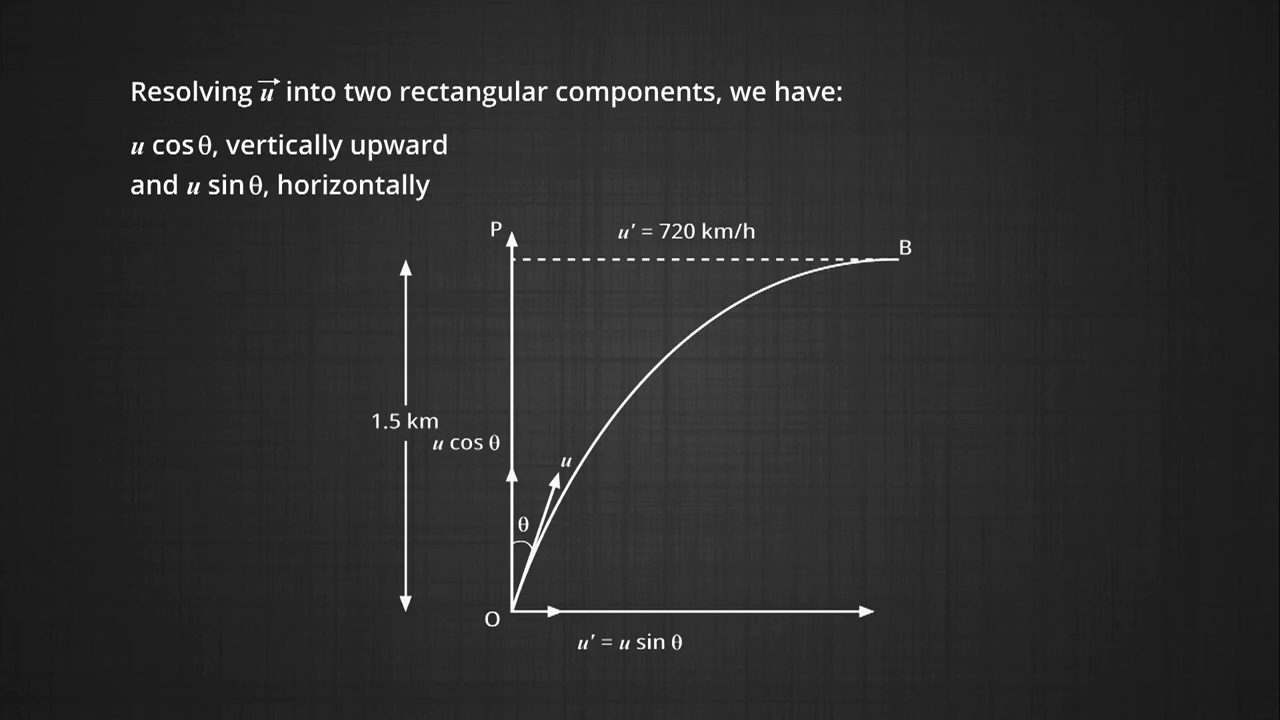 Resolving u⃗ into two rectangular components, we have:
u cos θ, vertically upward
and u sin θ, horizontally
P
u′ = 720 km/h
B
1.5 km
u cos θ
u
θ
O
u′ = u sin θ